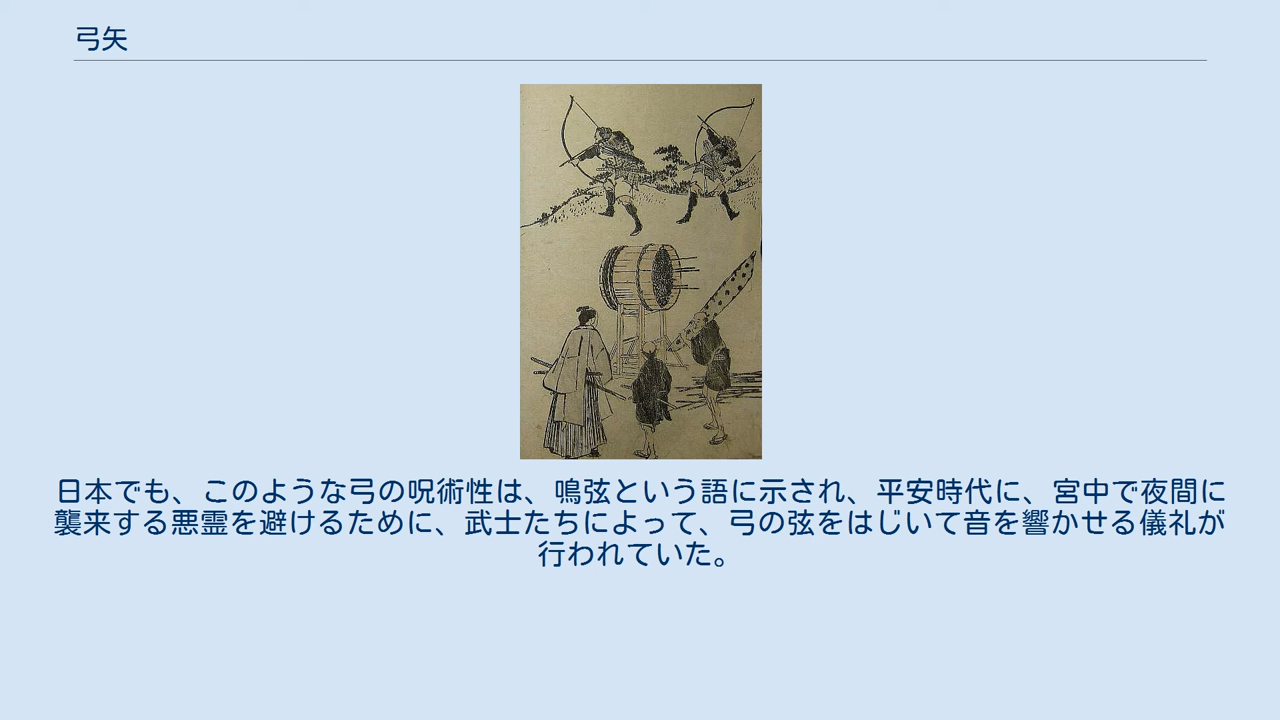 弓矢
日本でも、このような弓の呪術性は、鳴弦という語に示され、平安時代に、宮中で夜間に
襲来する悪霊を避けるために、武士たちによって、弓の弦をはじいて音を響かせる儀礼が
行われていた。